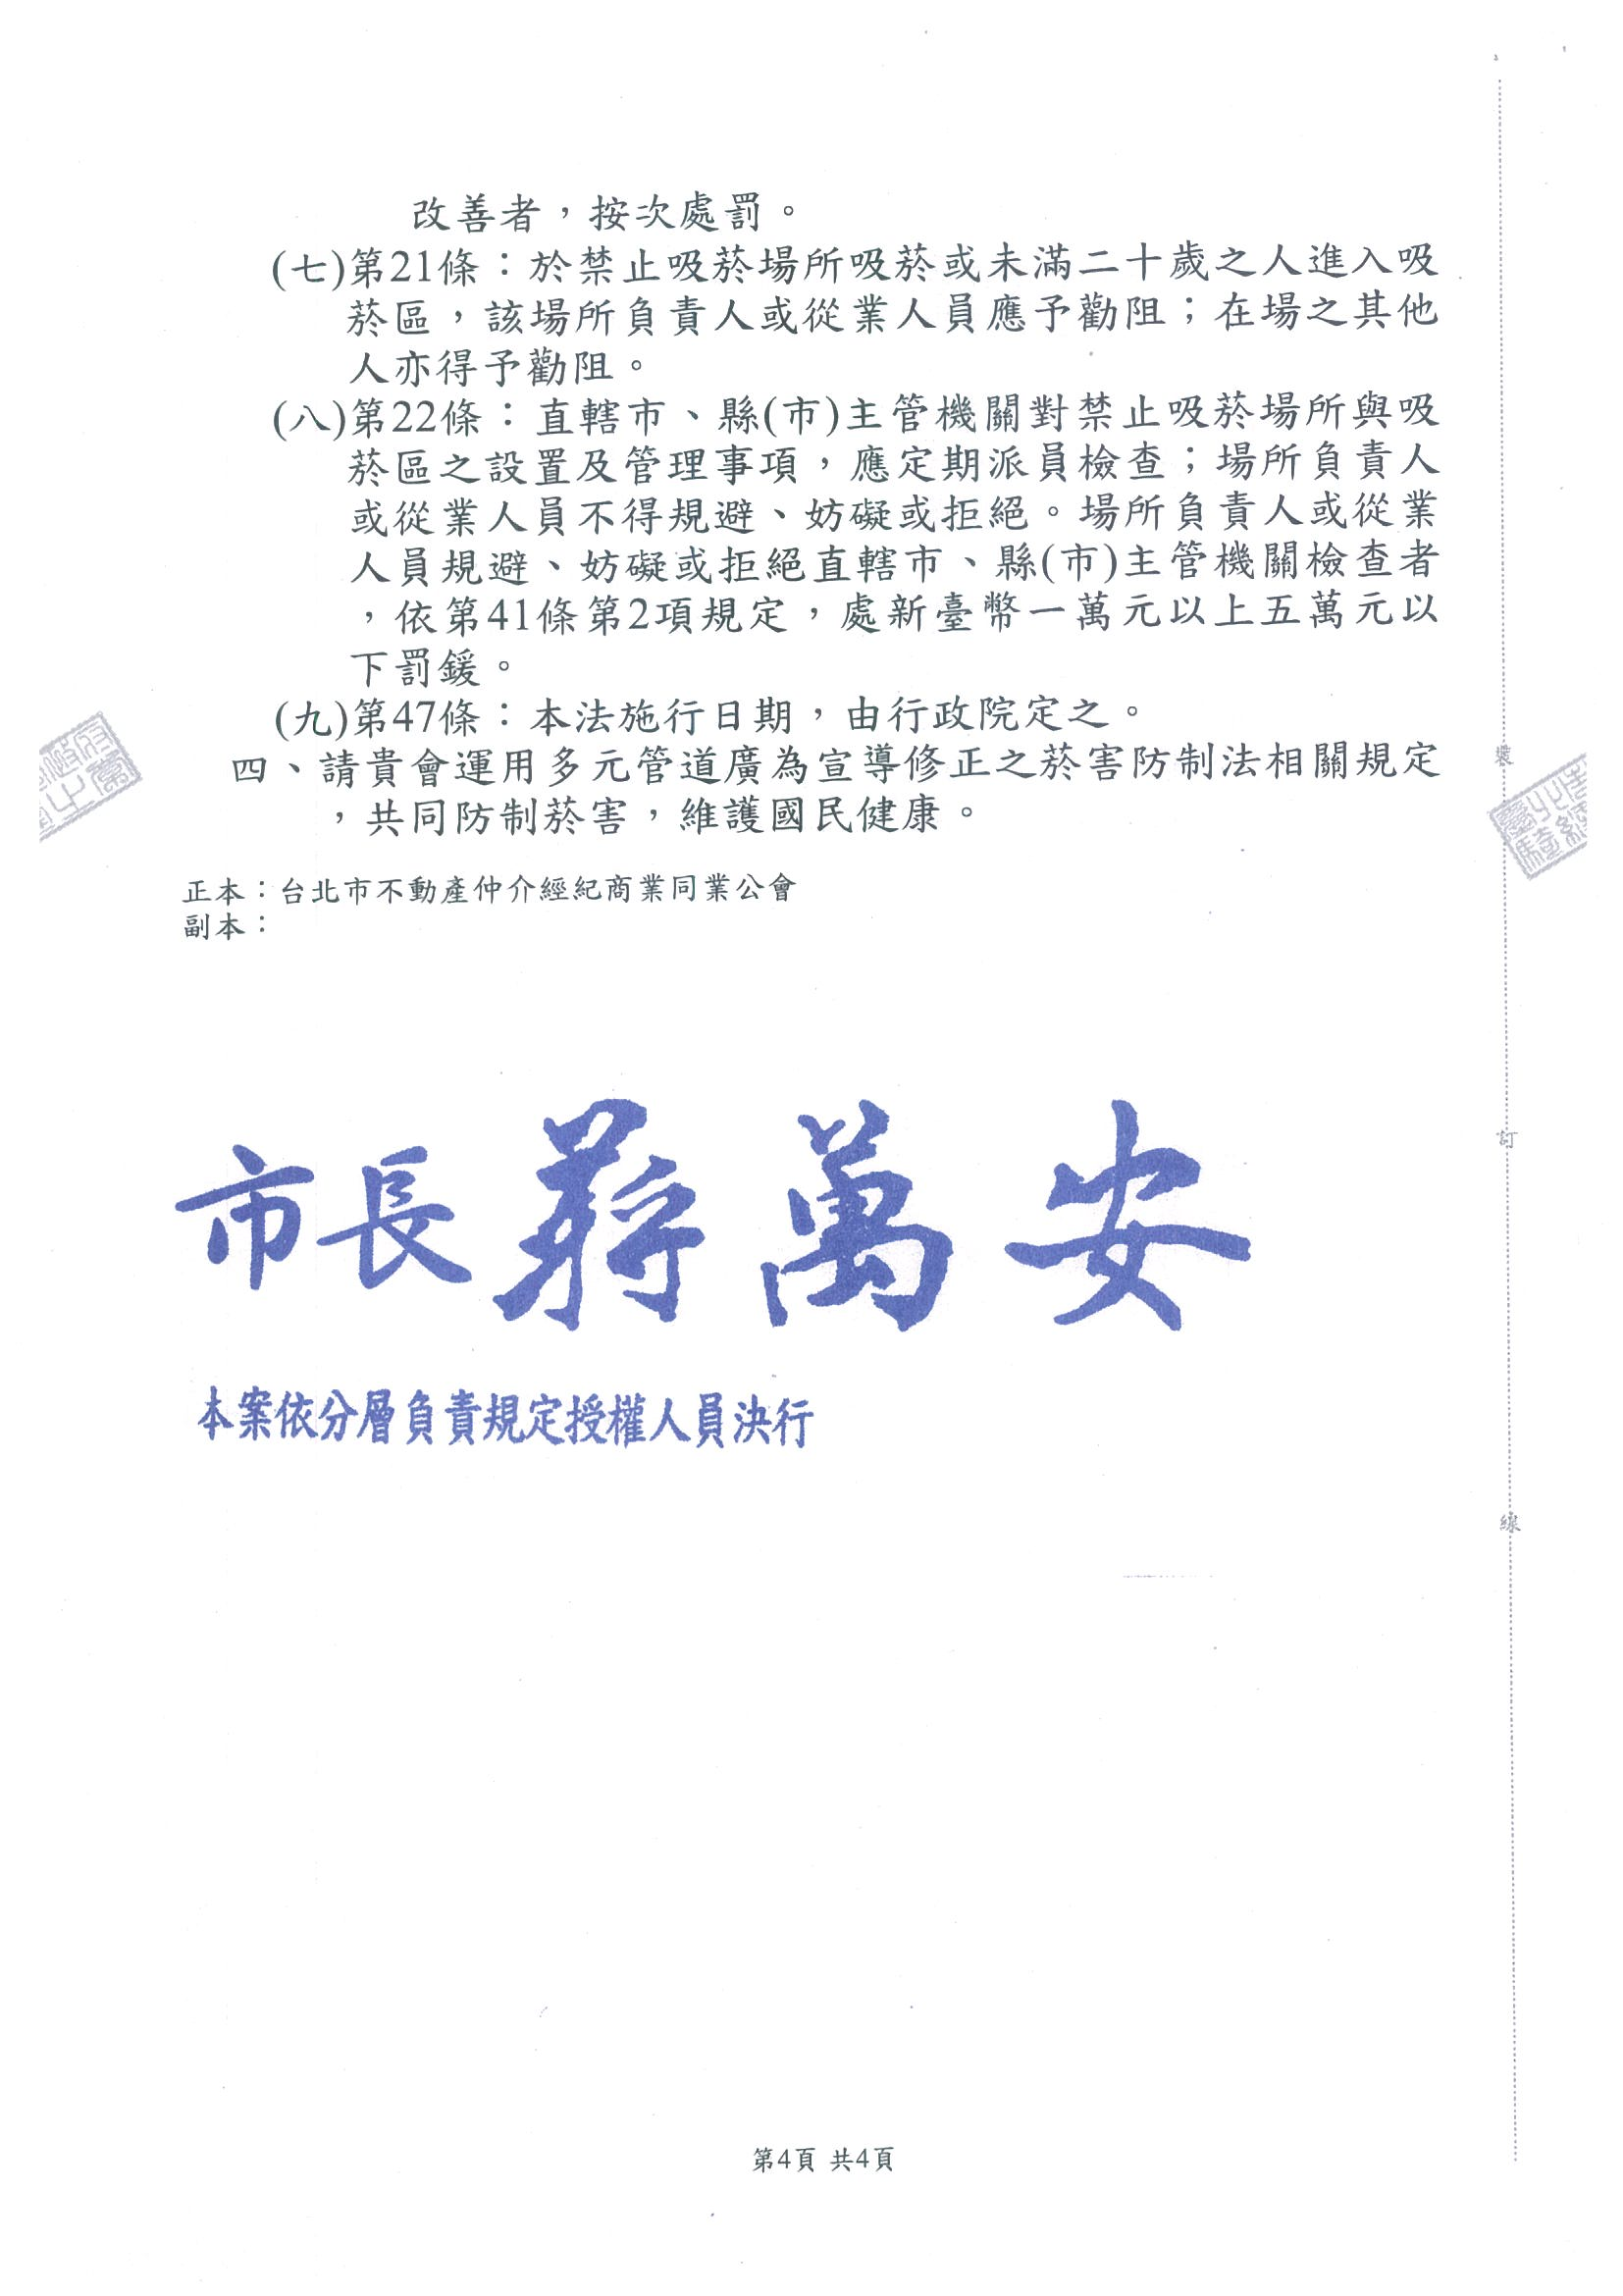 改善者，按次處罰。
(七)第21條：於禁止吸菸場所吸菸或未滿二十歲之人進入吸
菸區，該場所負責人或從業人員應予勸阻；在場之其他
人亦得予勸阻。
(八)第22條：直轄市、縣(市)主管機關對禁止吸菸場所與吸
菸區之設置及管理事項，應定期派員檢查；場所負責人
或從業人員不得規避、妨礙或拒絕。場所負責人或從業
人員規避、妨礙或拒絕直轄市、縣(市)主管機關檢查者
，依第41條第2項規定，處新臺幣一萬元以上五萬元以
下罰鍰。
(九)第47條：本法施行日期，由行政院定之。
四、請貴會運用多元管道廣為宣導修正之菸害防制法相關規定
，共同防制菸害，維護國民健康。
裝
正本：台北市不動產仲介經紀商業同業公會
副本：
訂
市長蔣萬安
本案依分層負責規定授權人員決行
線
第4頁 共4頁